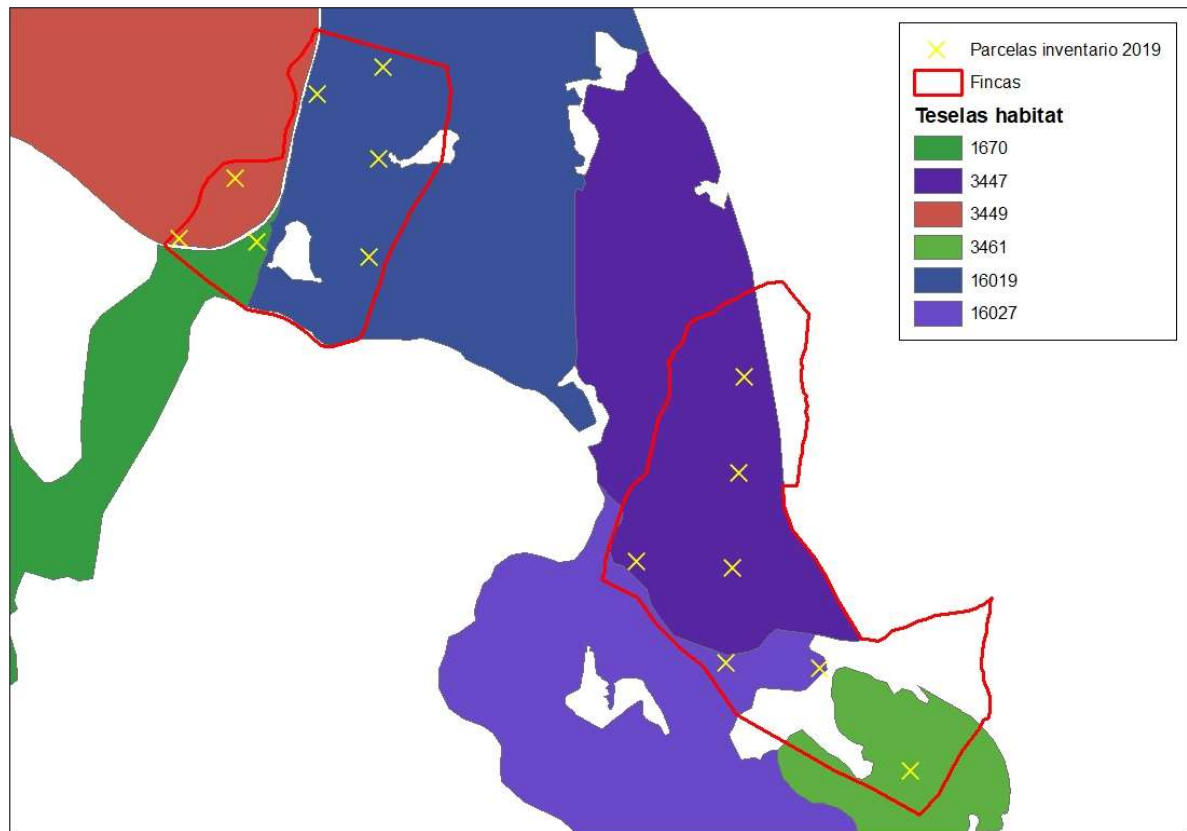 Parcelas inventario 2019
Fincas
Teselas habitat
1670
3447
3449
3461
16019
16027